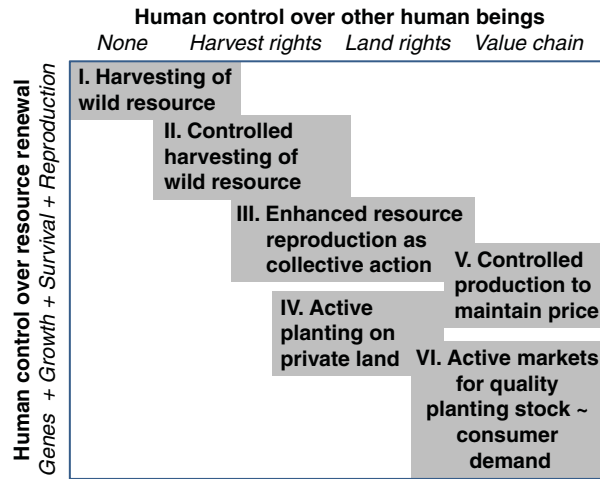 Human control over other human beings
None Harvest rights Land rights Value chain
Human control over resource renewal
Genes + Growth + Survival + Reproduction
I. Harvesting of
wild resource
II. Controlled
harvesting of
wild resource
III. Enhanced resource
reproduction as
collective action
V. Controlled
production to
maintain price
IV. Active
planting on
private land
VI. Active markets
for quality
planting stock ~
consumer
demand